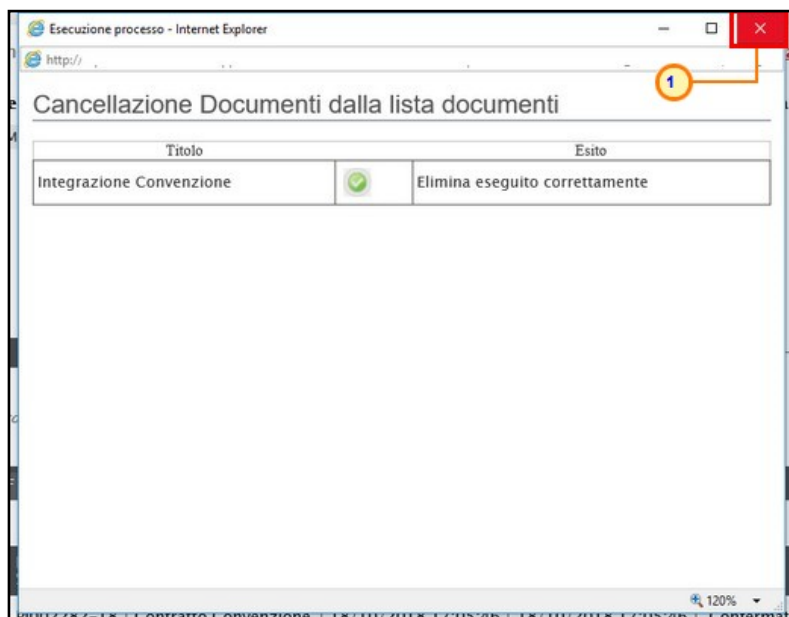 Esecuzione processo - Internet Explorer
http://
1
Cancellazione Documenti dalla lista documenti
Titolo Esito
Integrazione Convenzione Elimina eseguito correttamente
120%